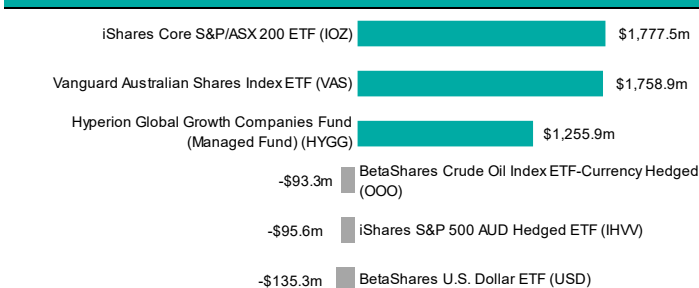 iShares Core S&P/ASX 200 ETF (IOZ) $1,777.5m
Vanguard Australian Shares Index ETF (VAS) $1,758.9m
Hyperion Global Growth Companies Fund
(Managed Fund) (HYGG) $1,255.9m
-$93.3m BetaShares Crude Oil Index ETF-Currency Hedged
(OOO)
-$95.6m iShares S&P 500 AUD Hedged ETF (IHVV)
-$135.3m BetaShares U.S. Dollar ETF (USD)